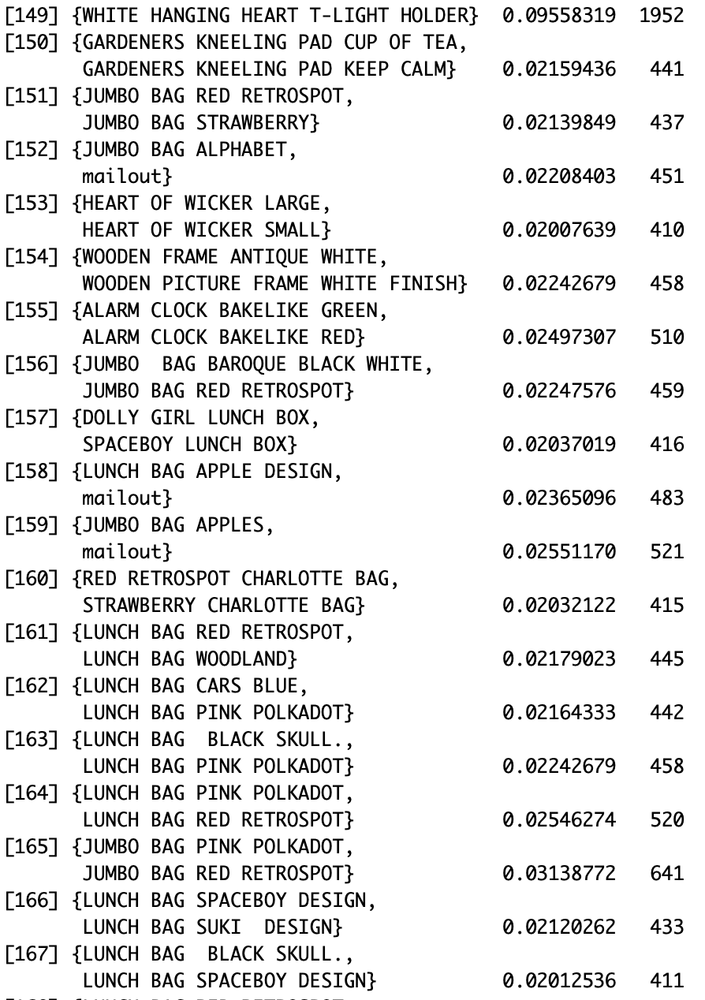 [149] {WHITE HANGING HEART T-LIGHT HOLDER} 0.09558319 1952
[150] {GARDENERS KNEELING PAD CUP OF TEA,
GARDENERS KNEELING PAD KEEP CALM} 0.02159436 441
[151] {JUMBO BAG RED RETROSPOT,
JUMBO BAG STRAWBERRY} 0.02139849 437
[152] {JUMBO BAG ALPHABET,
mailout} 0.02208403 451
[153] {HEART OF WICKER LARGE,
HEART OF WICKER SMALL} 0.02007639 410
[154] {WOODEN FRAME ANTIQUE WHITE,
WOODEN PICTURE FRAME WHITE FINISH} 0.02242679 458
[155] {ALARM CLOCK BAKELIKE GREEN,
ALARM CLOCK BAKELIKE RED} 0.02497307 510
[156] {JUMBO  BAG BAROQUE BLACK WHITE,
JUMBO BAG RED RETROSPOT} 0.02247576 459
[157] {DOLLY GIRL LUNCH BOX,
SPACEBOY LUNCH BOX} 0.02037019 416
[158] {LUNCH BAG APPLE DESIGN,
mailout} 0.02365096 483
[159] {JUMBO BAG APPLES,
mailout} 0.02551170 521
[160] {RED RETROSPOT CHARLOTTE BAG,
STRAWBERRY CHARLOTTE BAG} 0.02032122 415
[161] {LUNCH BAG RED RETROSPOT,
LUNCH BAG WOODLAND} 0.02179023 445
[162] {LUNCH BAG CARS BLUE,
LUNCH BAG PINK POLKADOT} 0.02164333 442
[163] {LUNCH BAG  BLACK SKULL.,
LUNCH BAG PINK POLKADOT} 0.02242679 458
[164] {LUNCH BAG PINK POLKADOT,
LUNCH BAG RED RETROSPOT} 0.02546274 520
[165] {JUMBO BAG PINK POLKADOT,
JUMBO BAG RED RETROSPOT} 0.03138772 641
[166] {LUNCH BAG SPACEBOY DESIGN,
LUNCH BAG SUKI  DESIGN} 0.02120262 433
[167] {LUNCH BAG  BLACK SKULL.,
LUNCH BAG SPACEBOY DESIGN} 0.02012536 411